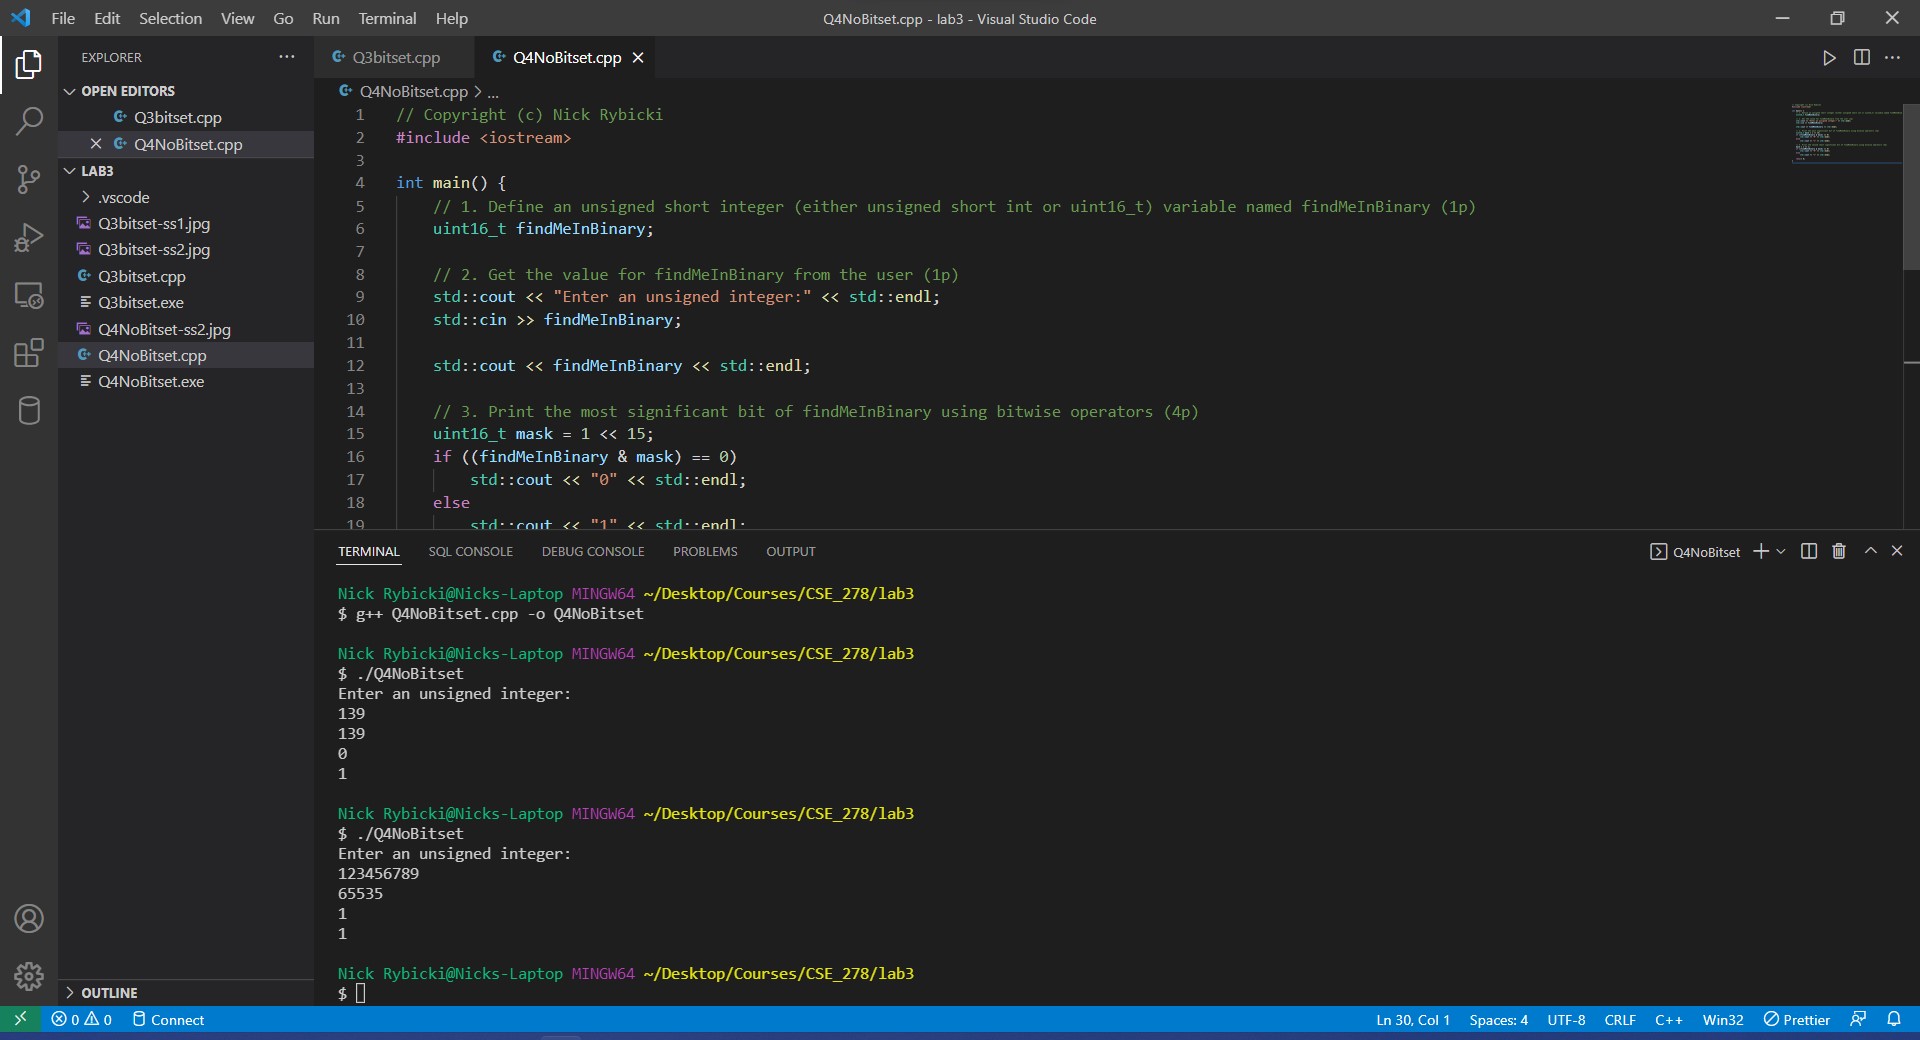 File Edit Selection View Go Run Terminal Help
Q4NoBitset.cpp - lab3 - Visual Studio Code
EXPLORER
OPEN EDITORS
Q3bitset.cpp
Q4NoBitset.cpp
LAB3
.vscode
Q3bitset-ss1.jpg
Q3bitset-ss2.jpg
Q3bitset.cpp
Q3bitset.exe
Q4NoBitset-ss2.jpg
Q4NoBitset.cpp
Q4NoBitset.exe
OUTLINE
Q3bitset.cpp Q4NoBitset.cpp
Q4NoBitset.cpp > ...
1 // Copyright (c) Nick Rybicki
2 #include <iostream>
3
4 int main() {
5 // 1. Define an unsigned short integer (either unsigned short int or uint16_t) variable named findMeInBinary (1p)
6 uint16_t findMeInBinary;
7
8 // 2. Get the value for findMeInBinary from the user (1p)
9 std::cout << "Enter an unsigned integer:" << std::endl;
10 std::cin >> findMeInBinary;
11
12 std::cout << findMeInBinary << std::endl;
13
14 // 3. Print the most significant bit of findMeInBinary using bitwise operators (4p)
15 uint16_t mask = 1 << 15;
16 if ((findMeInBinary & mask) == 0)
17 std::cout << "0" << std::endl;
18 else
19 std::cout << "1" << std::endl;
TERMINAL SQL CONSOLE DEBUG CONSOLE PROBLEMS OUTPUT
Q4NoBitset
Nick Rybicki@Nicks-Laptop MINGW64 ~/Desktop/Courses/CSE_278/lab3
$ g++ Q4NoBitset.cpp -o Q4NoBitset
Nick Rybicki@Nicks-Laptop MINGW64 ~/Desktop/Courses/CSE_278/lab3
$ ./Q4NoBitset
Enter an unsigned integer:
139
139
0
1
Nick Rybicki@Nicks-Laptop MINGW64 ~/Desktop/Courses/CSE_278/lab3
$ ./Q4NoBitset
Enter an unsigned integer:
123456789
65535
1
1
Nick Rybicki@Nicks-Laptop MINGW64 ~/Desktop/Courses/CSE_278/lab3
$
0 0 Connect
Ln 30, Col 1 Spaces: 4 UTF-8 CRLF C++ Win32 Prettier